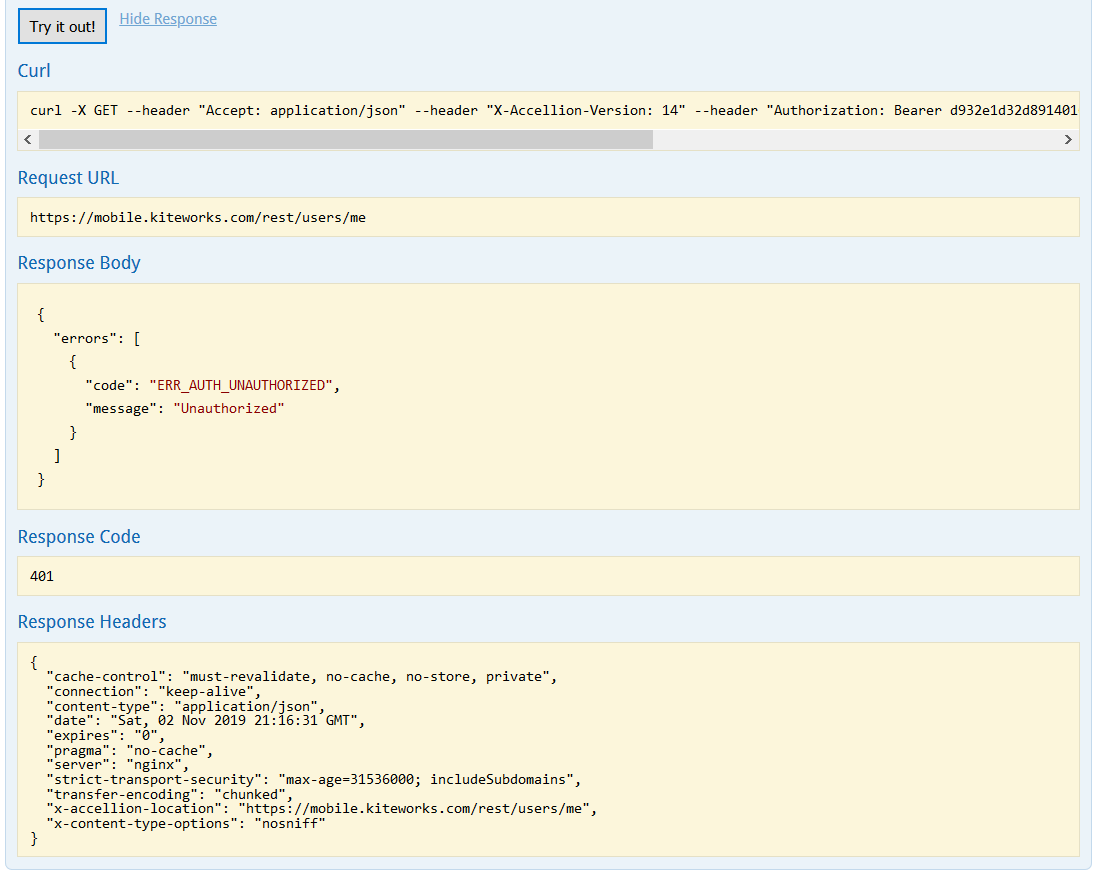 Try it out! Hide Response
Curl
curl -X GET --header "Accept: application/json" --header "X-Accellion-Version: 14" --header "Authorization: Bearer d932e1d32d891401
Request URL
https://mobile.kiteworks.com/rest/users/me
Response Body
{
  "errors": [
    {
      "code": "ERR_AUTH_UNAUTHORIZED",
      "message": "Unauthorized"
    }
  ]
}
Response Code
401
Response Headers
{
  "cache-control": "must-revalidate, no-cache, no-store, private",
  "connection": "keep-alive",
  "content-type": "application/json",
  "date": "Sat, 02 Nov 2019 21:16:31 GMT",
  "expires": "0",
  "pragma": "no-cache",
  "server": "nginx",
  "strict-transport-security": "max-age=31536000; includeSubdomains",
  "transfer-encoding": "chunked",
  "x-accellion-location": "https://mobile.kiteworks.com/rest/users/me",
  "x-content-type-options": "nosniff"
}